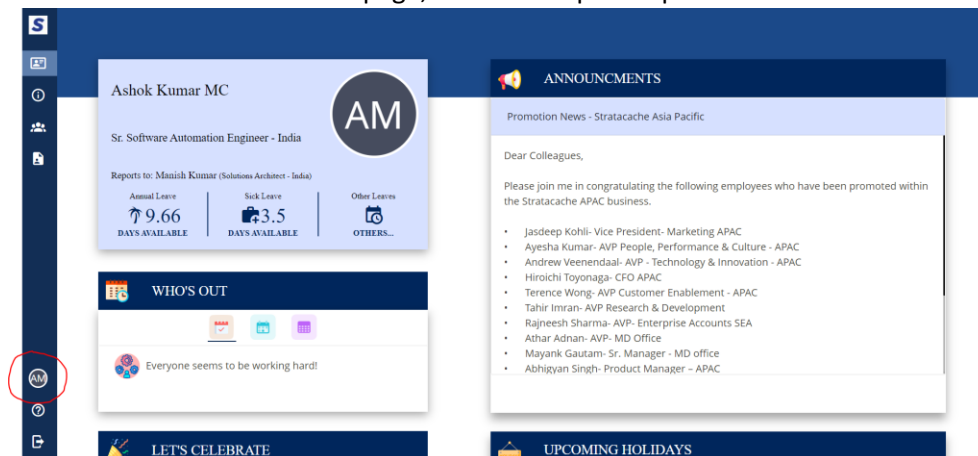 S
Ashok Kumar MC
AM
Sr. Software Automation Engineer - India
Reports to: Manish Kumar (Solutions Architect - India)
Annual Leave
9.66
DAYS AVAILABLE
Sick Leave
3.5
DAYS AVAILABLE
Other Leaves
OTHERS...
WHO'S OUT
Everyone seems to be working hard!
LET'S CELEBRATE
AM
ANNOUNCMENTS
Promotion News - Stratacache Asia Pacific
Dear Colleagues,
Please join me in congratulating the following employees who have been promoted within
the Stratacache APAC business.
• Jasdeep Kohli- Vice President- Marketing APAC
• Ayesha Kumar- AVP People, Performance & Culture - APAC
• Andrew Veenendaal- AVP - Technology & Innovation - APAC
• Hiroichi Toyonaga- CFO APAC
• Terence Wong- AVP Customer Enablement - APAC
• Tahir Imran- AVP Research & Development
• Rajneesh Sharma- AVP- Enterprise Accounts SEA
• Athar Adnan- AVP- MD Office
• Mayank Gautam- Sr. Manager - MD office
• Abhigyan Singh- Product Manager – APAC
UPCOMING HOLIDAYS